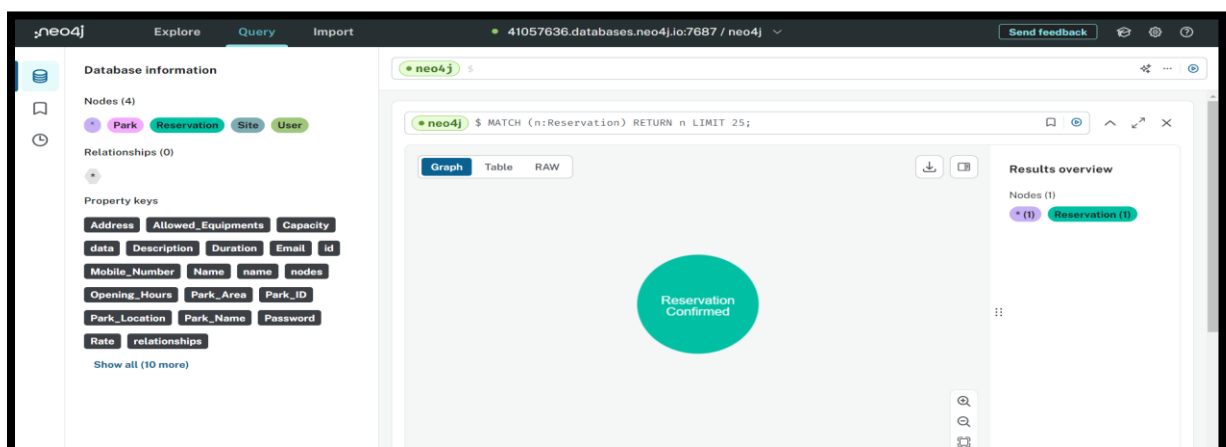 :neo4j Explore Query Import 41057636.databases.neo4j.io:7687 / neo4j Send feedback
Database information
Nodes (4)
* Park Reservation Site User
Relationships (0)
*
Property keys
Address Allowed_Equipments Capacity
data Description Duration Email id
Mobile_Number Name name nodes
Opening_Hours Park_Area Park_ID
Park_Location Park_Name Password
Rate relationships
Show all (10 more)
neo4j $
neo4j $ MATCH (n:Reservation) RETURN n LIMIT 25;
Graph Table RAW
Reservation
Confirmed
Results overview
Nodes (1)
* (1) Reservation (1)